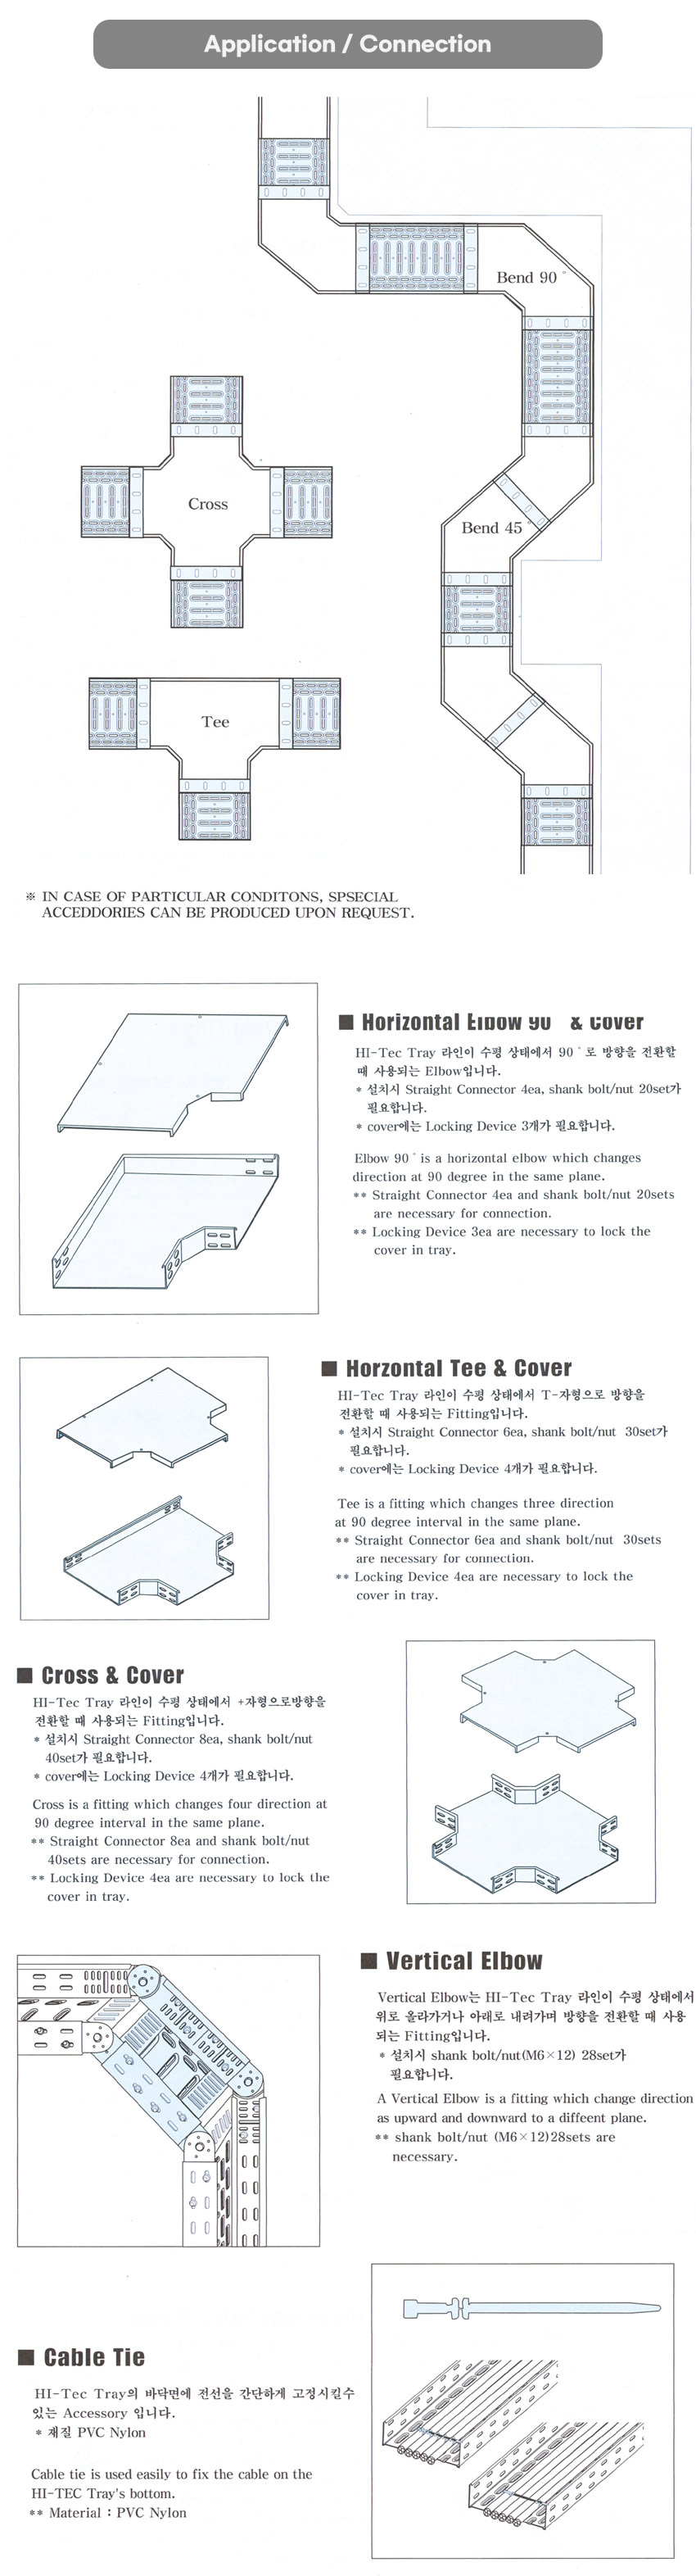 Application / Connection
Bend 90 °
Cross
Bend 45 °
Tee
※ IN CASE OF PARTICULAR CONDITONS, SPSECIAL
ACCEDDORIES CAN BE PRODUCED UPON REQUEST.
■ Horizontal Elbow 90 & Cover
HI-Tec Tray 라인이 수평 상태에서 90 ° 로 방향을 전환할
때 사용되는 Elbow입니다.
* 설치시 Straight Connector 4ea, shank bolt/nut 20set가
필요합니다.
* cover에는 Locking Device 3개가 필요합니다.
Elbow 90 ° is a horizontal elbow which changes
direction at 90 degree in the same plane.
** Straight Connector 4ea and shank bolt/nut 20sets
are necessary for connection.
** Locking Device 3ea are necessary to lock the
cover in tray.
■ Horzontal Tee & Cover
HI-Tec Tray 라인이 수평 상태에서 T-자형으로 방향을
전환할 때 사용되는 Fitting입니다.
* 설치시 Straight Connector 6ea, shank bolt/nut 30set가
필요합니다.
* cover에는 Locking Device 4개가 필요합니다.
Tee is a fitting which changes three direction
at 90 degree interval in the same plane.
** Straight Connector 6ea and shank bolt/nut 30sets
are necessary for connection.
** Locking Device 4ea are necessary to lock the
cover in tray.
■ Cross & Cover
HI-Tec Tray 라인이 수평 상태에서 +자형으로방향을
전환할 때 사용되는 Fitting입니다.
* 설치시 Straight Connector 8ea, shank bolt/nut
40set가 필요합니다.
* cover에는 Locking Device 4개가 필요합니다.
Cross is a fitting which changes four direction at
90 degree interval in the same plane.
** Straight Connector 8ea and shank bolt/nut
40sets are necessary for connection.
** Locking Device 4ea are necessary to lock the
cover in tray.
■ Vertical Elbow
Vertical Elbow는 HI-Tec Tray 라인이 수평 상태에서
위로 올라가거나 아래로 내려가며 방향을 전환할 때 사용
되는 Fitting입니다.
* 설치시 shank bolt/nut(M6×12) 28set가
필요합니다.
A Vertical Elbow is a fitting which change direction
as upward and downward to a diffeent plane.
** shank bolt/nut (M6×12)28sets are
necessary.
■ Cable Tie
HI-Tec Tray의 바닥면에 전선을 간단하게 고정시킬수
있는 Accessory 입니다.
* 재질 PVC Nylon
Cable tie is used easily to fix the cable on the
HI-TEC Tray's bottom.
** Material : PVC Nylon